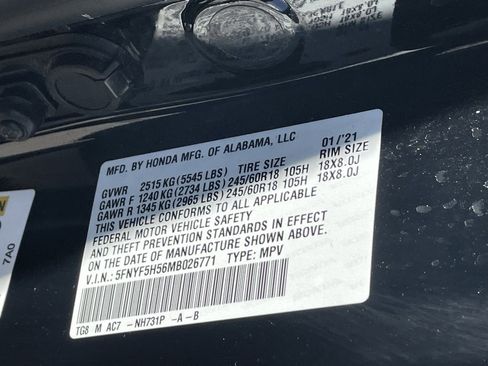 MFD. BY HONDA MFG. OF ALABAMA, LLC 01/'21
GVWR 2515 KG (5545 LBS) TIRE SIZE RIM SIZE
GAWR F 1240 KG (2734 LBS) 245/60R18 105H 18X8.0J
GAWR R 1345 KG (2965 LBS) 245/60R18 105H 18X8.0J
THIS VEHICLE CONFORMS TO ALL APPLICABLE
FEDERAL MOTOR VEHICLE SAFETY
AND THEFT PREVENTION STANDARDS IN EFFECT
ON THE DATE OF MANUFACTURE SHOWN ABOVE.
V.I.N.: 5FNYF5H56MB026771 TYPE: MPV
TG8 M AC7 -NH731P -A -B
7A0